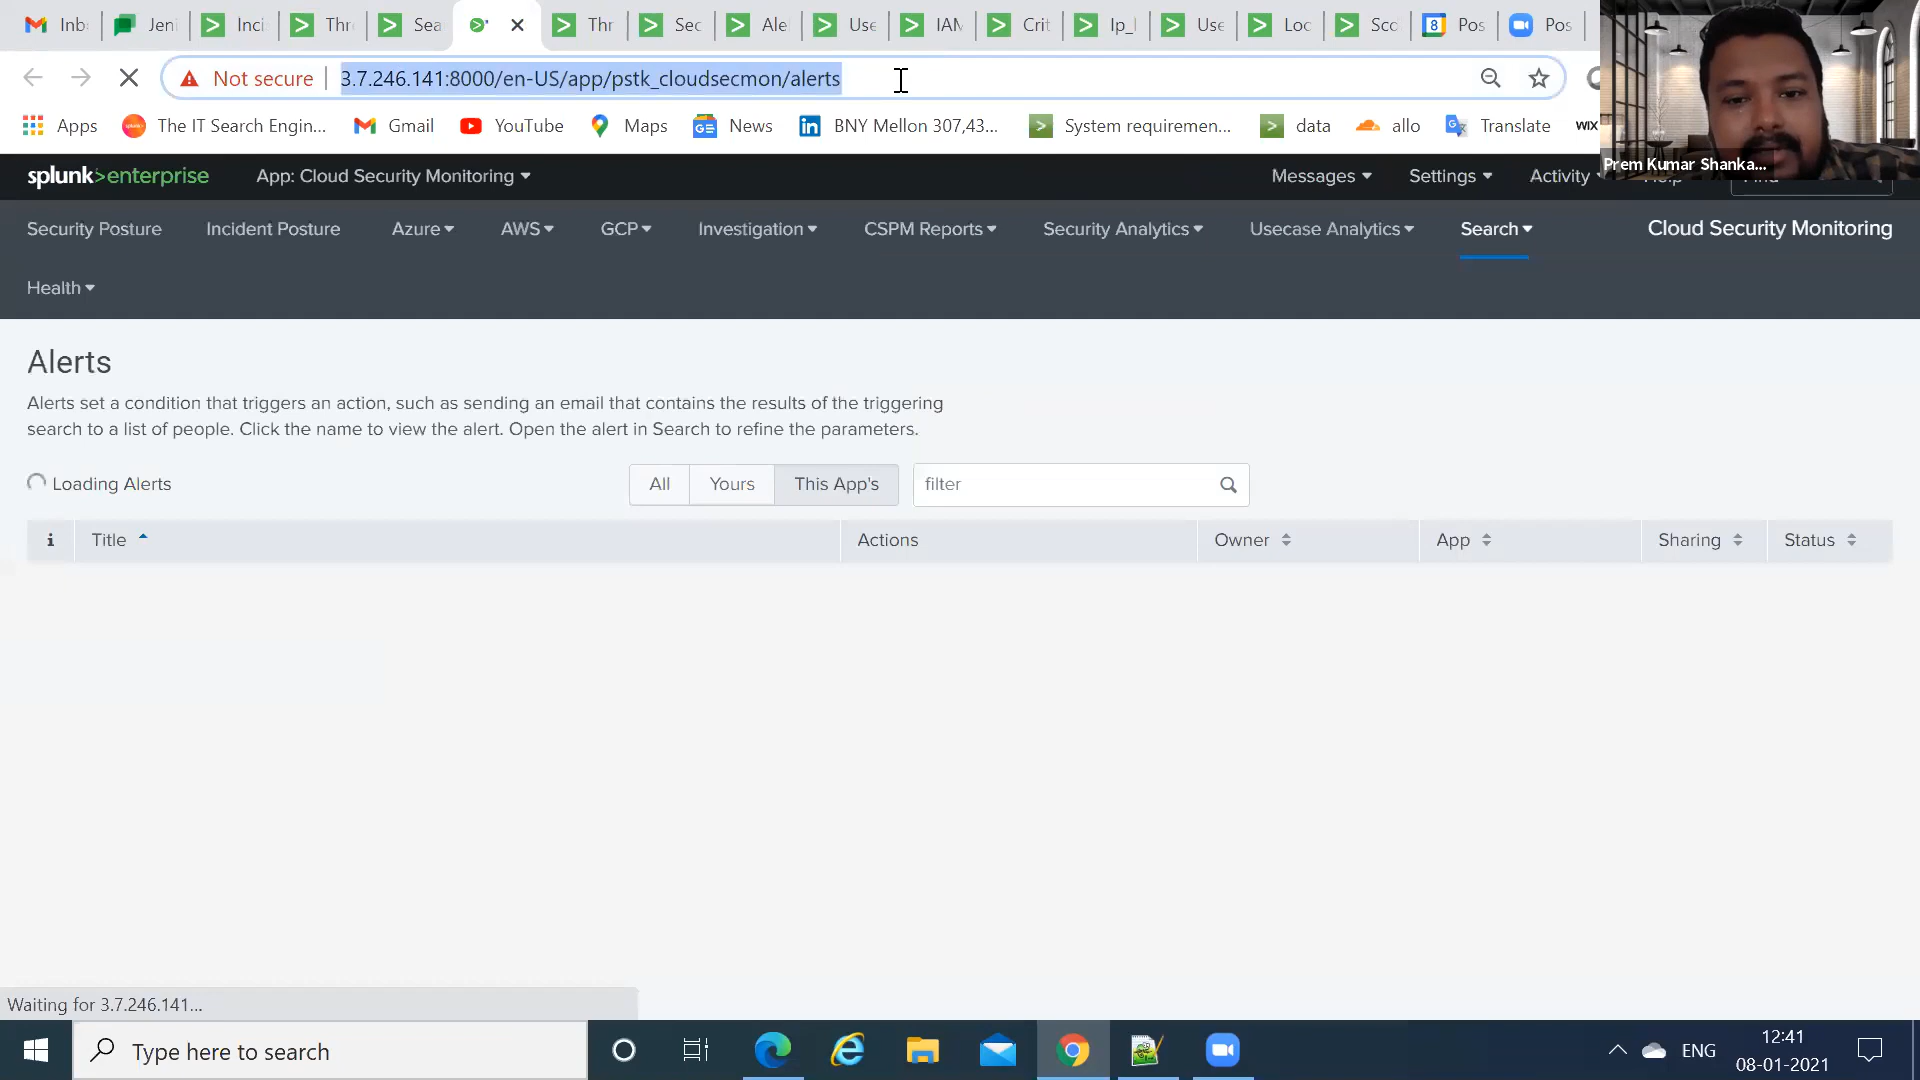 Inb Jeni Inci Thre Sea Thr Sec Ale Use IAM Crit Ip_l Use Loc Sco 8 Pos Pos
Not secure 3.7.246.141:8000/en-US/app/pstk_cloudsecmon/alerts
Apps The IT Search Engin... Gmail YouTube Maps News BNY Mellon 307,43... System requiremen... data allo Translate WIX
Prem Kumar Shanka...
splunk>enterprise App: Cloud Security Monitoring Messages Settings Activity
Security Posture Incident Posture Azure AWS GCP Investigation CSPM Reports Security Analytics Usecase Analytics Search Cloud Security Monitoring
Health
Alerts
Alerts set a condition that triggers an action, such as sending an email that contains the results of the triggering
search to a list of people. Click the name to view the alert. Open the alert in Search to refine the parameters.
Loading Alerts All Yours This App's filter
i Title Actions Owner App Sharing Status
Waiting for 3.7.246.141...
Type here to search ENG 12:41
08-01-2021